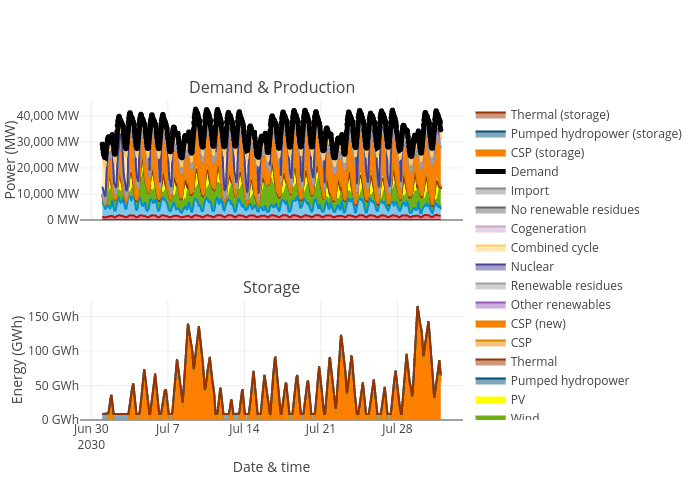 Demand & Production
40,000 MW
30,000 MW
20,000 MW
10,000 MW
0 MW
Power (MW)
Storage
150 GWh
100 GWh
50 GWh
0 GWh
Energy (GWh)
Jun 30
2030
Jul 7
Jul 14
Jul 21
Jul 28
Date & time
Thermal (storage)
Pumped hydropower (storage)
CSP (storage)
Demand
Import
No renewable residues
Cogeneration
Combined cycle
Nuclear
Renewable residues
Other renewables
CSP (new)
CSP
Thermal
Pumped hydropower
PV
Wind